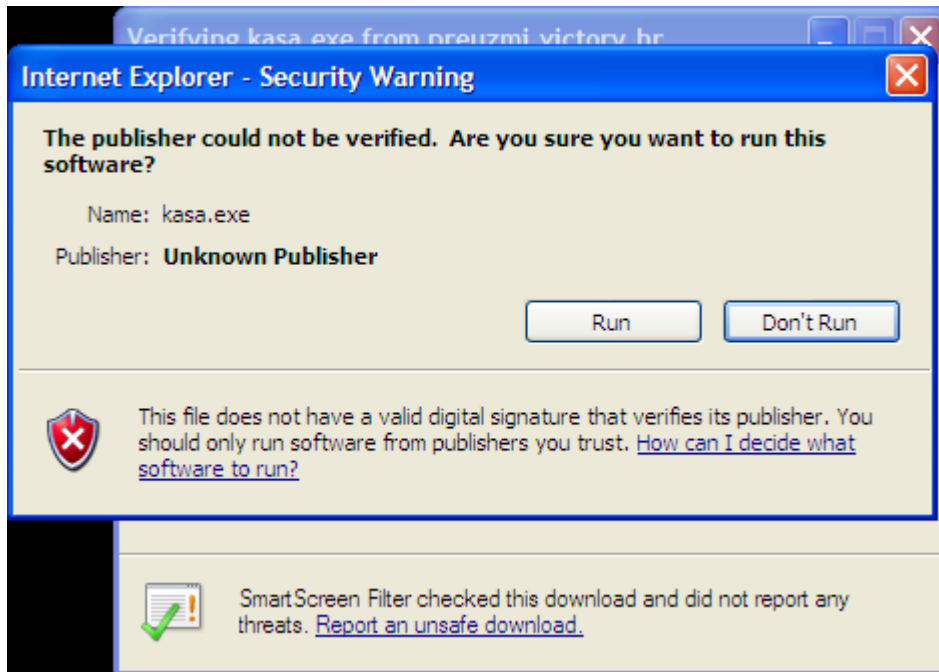 Verifying kasa.exe from preuzmi.victory.hr
Internet Explorer - Security Warning
The publisher could not be verified.  Are you sure you want to run this
software?
Name: kasa.exe
Publisher: Unknown Publisher
Run
Don't Run
This file does not have a valid digital signature that verifies its publisher. You
should only run software from publishers you trust. How can I decide what
software to run?
SmartScreen Filter checked this download and did not report any
threats. Report an unsafe download.